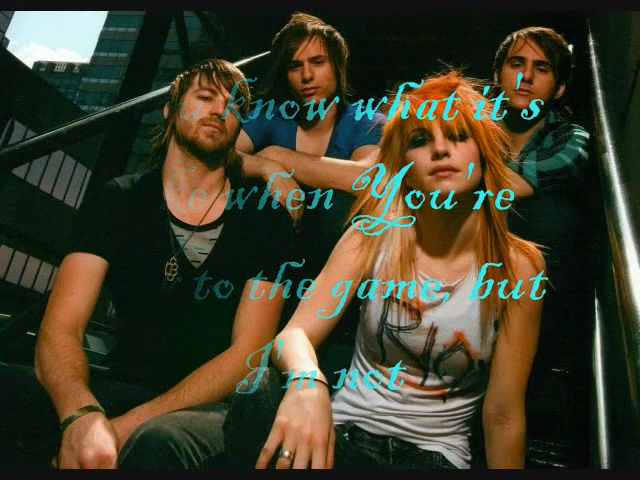 know what it's
when You're
to the game, but
I'm not